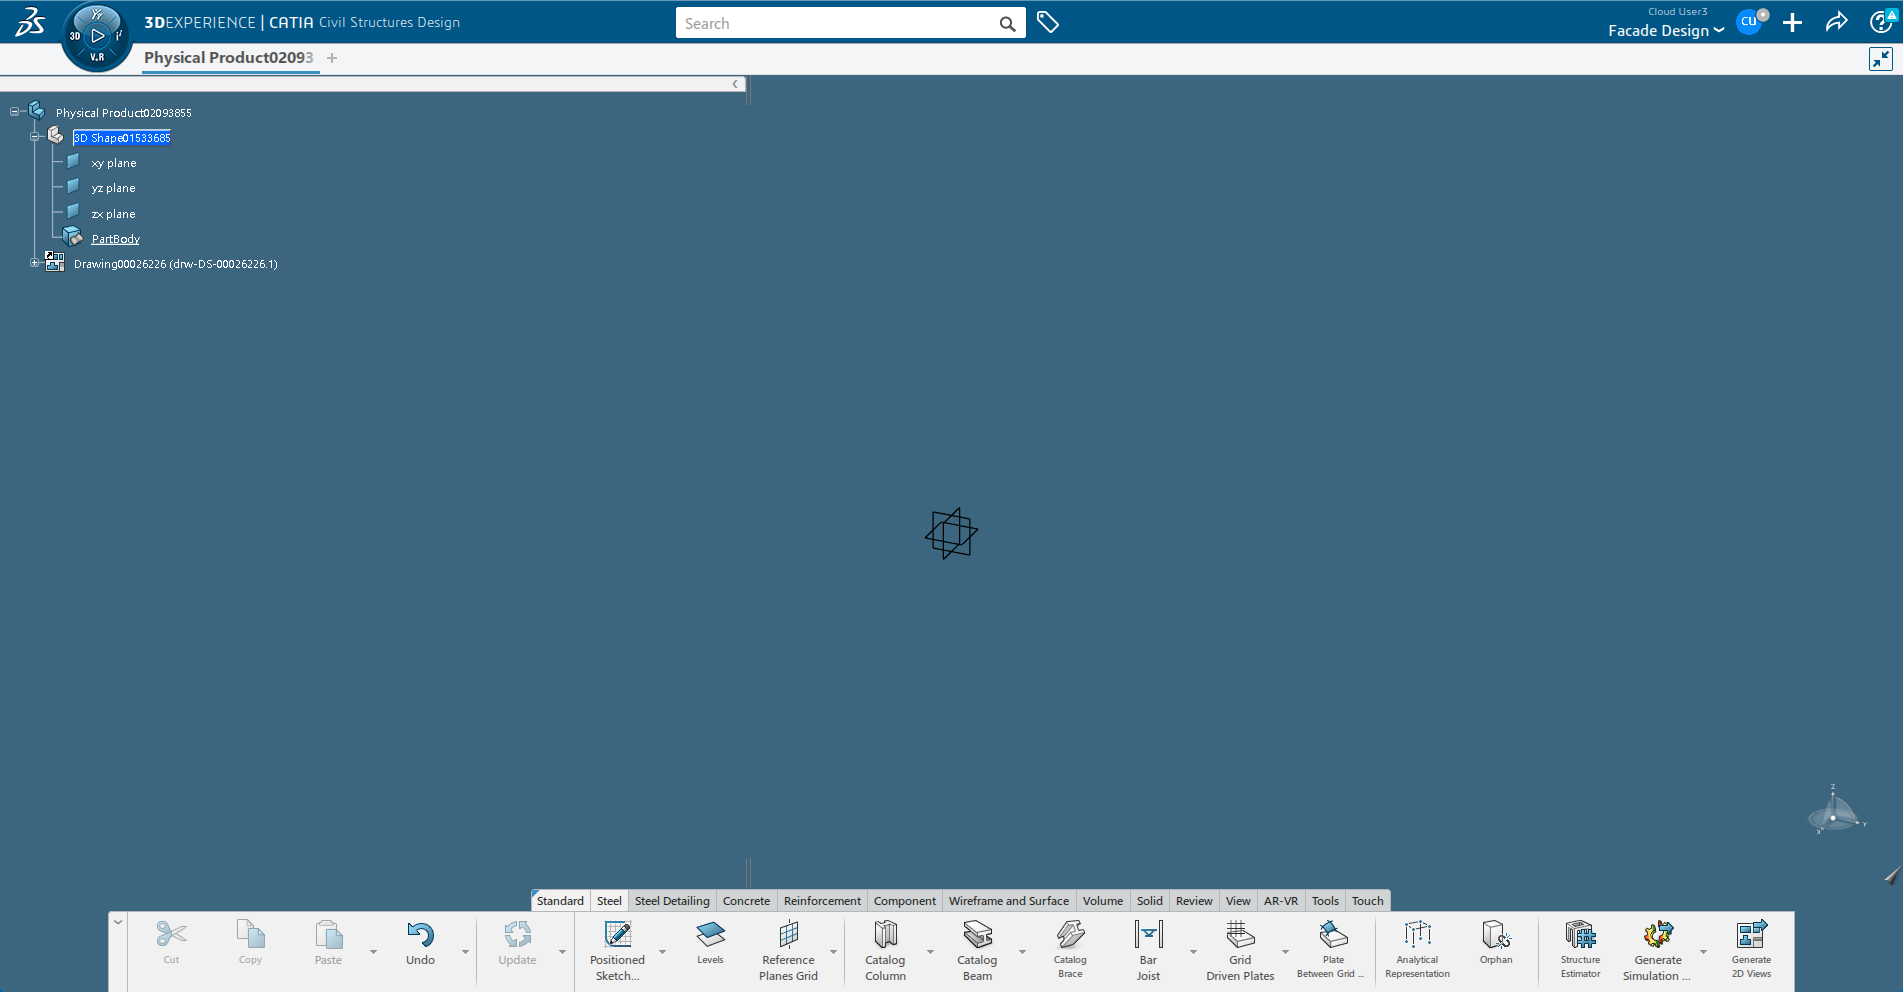 3DEXPERIENCE | CATIA Civil Structures Design
Search
Cloud User3
Facade Design
CU
3D
V.R
Physical Product02093
+
Physical Product02093855
3D Shape01533685
xy plane
yz plane
zx plane
PartBody
Drawing00026226 (drw-DS-00026226.1)
Z
Y
X
Standard Steel Steel Detailing Concrete Reinforcement Component Wireframe and Surface Volume Solid Review View AR-VR Tools Touch
Cut
Copy
Paste
Undo
Update
Positioned
Sketch...
Levels
Reference
Planes Grid
Catalog
Column
Catalog
Beam
Catalog
Brace
Bar
Joist
Grid
Driven Plates
Plate
Between Grid ...
Analytical
Representation
Orphan
Structure
Estimator
Generate
Simulation ...
Generate
2D Views